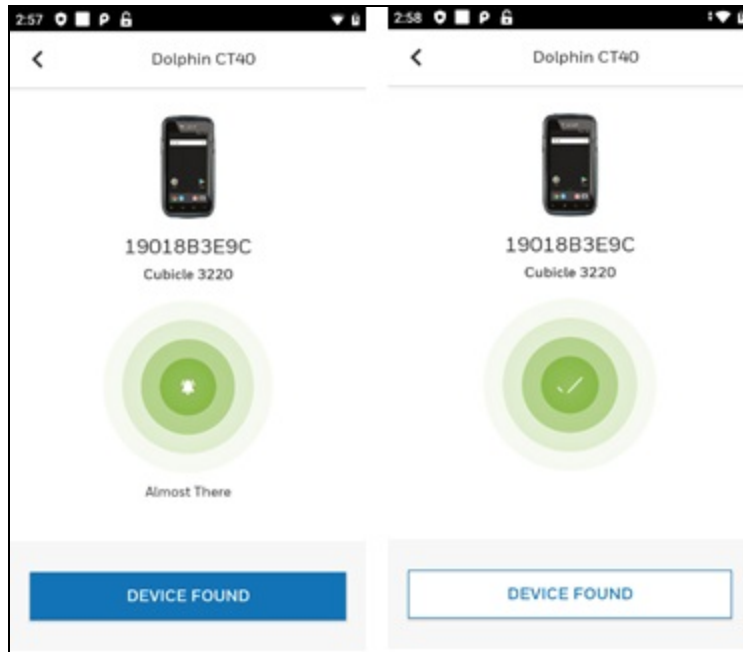 2:57 P
Dolphin CT40
19018B3E9C
Cubicle 3220
Almost There
DEVICE FOUND
2:58 P
Dolphin CT40
19018B3E9C
Cubicle 3220
DEVICE FOUND